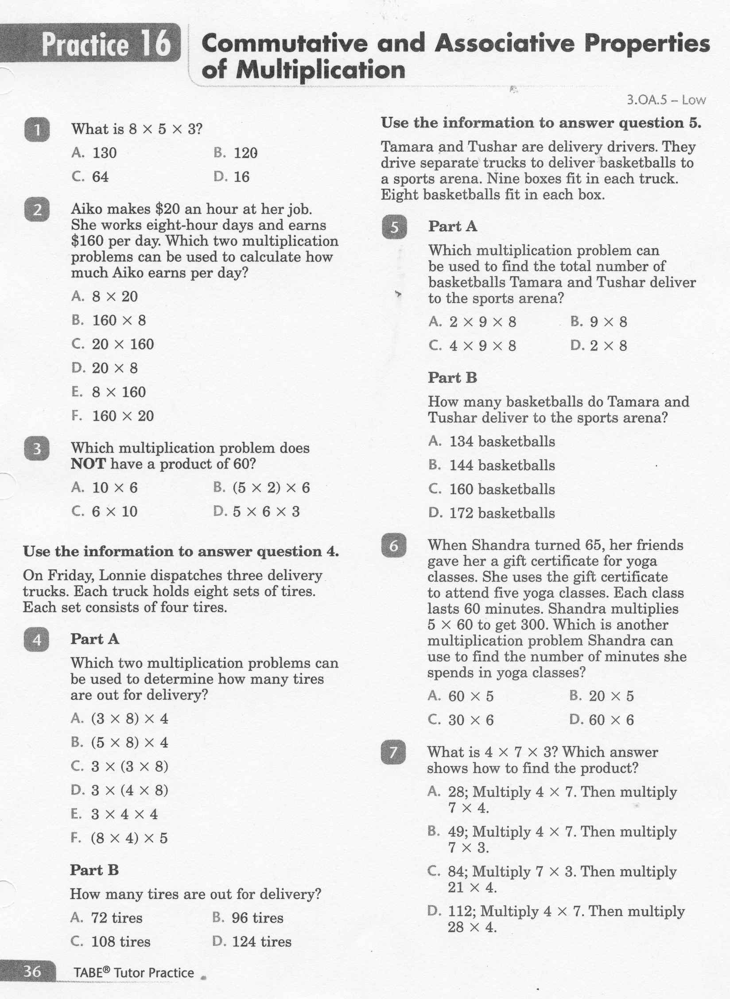 Practice 16
Commutative and Associative Properties
of Multiplication
3.OA.5 – Low
1
What is 8 × 5 × 3?
A. 130
B. 120
C. 64
D. 16
2
Aiko makes $20 an hour at her job.
She works eight-hour days and earns
$160 per day. Which two multiplication
problems can be used to calculate how
much Aiko earns per day?
A. 8 × 20
B. 160 × 8
C. 20 × 160
D. 20 × 8
E. 8 × 160
F. 160 × 20
3
Which multiplication problem does
NOT have a product of 60?
A. 10 × 6
B. (5 × 2) × 6
C. 6 × 10
D. 5 × 6 × 3
Use the information to answer question 4.
On Friday, Lonnie dispatches three delivery
trucks. Each truck holds eight sets of tires.
Each set consists of four tires.
4
Part A
Which two multiplication problems can
be used to determine how many tires
are out for delivery?
A. (3 × 8) × 4
B. (5 × 8) × 4
C. 3 × (3 × 8)
D. 3 × (4 × 8)
E. 3 × 4 × 4
F. (8 × 4) × 5
Part B
How many tires are out for delivery?
A. 72 tires
B. 96 tires
C. 108 tires
D. 124 tires
Use the information to answer question 5.
Tamara and Tushar are delivery drivers. They
drive separate trucks to deliver basketballs to
a sports arena. Nine boxes fit in each truck.
Eight basketballs fit in each box.
5
Part A
Which multiplication problem can
be used to find the total number of
basketballs Tamara and Tushar deliver
to the sports arena?
A. 2 × 9 × 8
B. 9 × 8
C. 4 × 9 × 8
D. 2 × 8
Part B
How many basketballs do Tamara and
Tushar deliver to the sports arena?
A. 134 basketballs
B. 144 basketballs
C. 160 basketballs
D. 172 basketballs
6
When Shandra turned 65, her friends
gave her a gift certificate for yoga
classes. She uses the gift certificate
to attend five yoga classes. Each class
lasts 60 minutes. Shandra multiplies
5 × 60 to get 300. Which is another
multiplication problem Shandra can
use to find the number of minutes she
spends in yoga classes?
A. 60 × 5
B. 20 × 5
C. 30 × 6
D. 60 × 6
7
What is 4 × 7 × 3? Which answer
shows how to find the product?
A. 28; Multiply 4 × 7. Then multiply
7 × 4.
B. 49; Multiply 4 × 7. Then multiply
7 × 3.
C. 84; Multiply 7 × 3. Then multiply
21 × 4.
D. 112; Multiply 4 × 7. Then multiply
28 × 4.
36
TABE® Tutor Practice